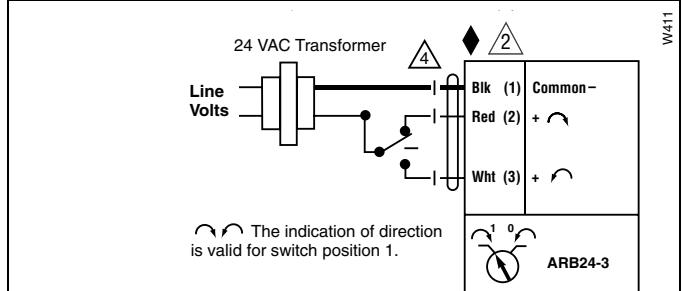 W411
24 VAC Transformer
4
2
Line
Volts
Blk (1) Common –
Red (2) +
Wht (3) +
The indication of direction
is valid for switch position 1.
1 0
ARB24-3